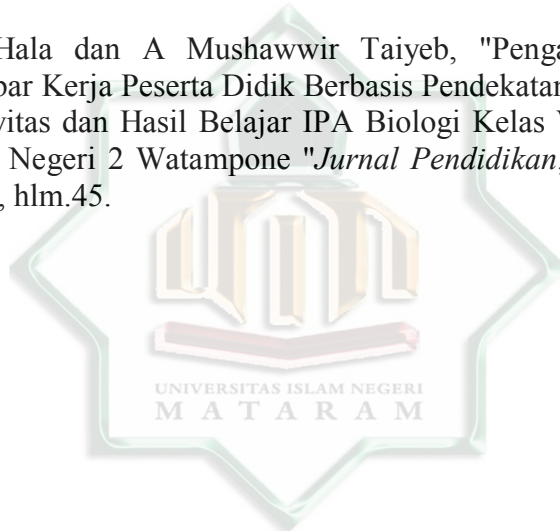 Hala dan A Mushawwir Taiyeb, "Penga
bar Kerja Peserta Didik Berbasis Pendekatan
vitas dan Hasil Belajar IPA Biologi Kelas V
Negeri 2 Watampone "Jurnal Pendidikan,
, hlm.45.
UNIVERSITAS ISLAM NEGERI
MATARAM